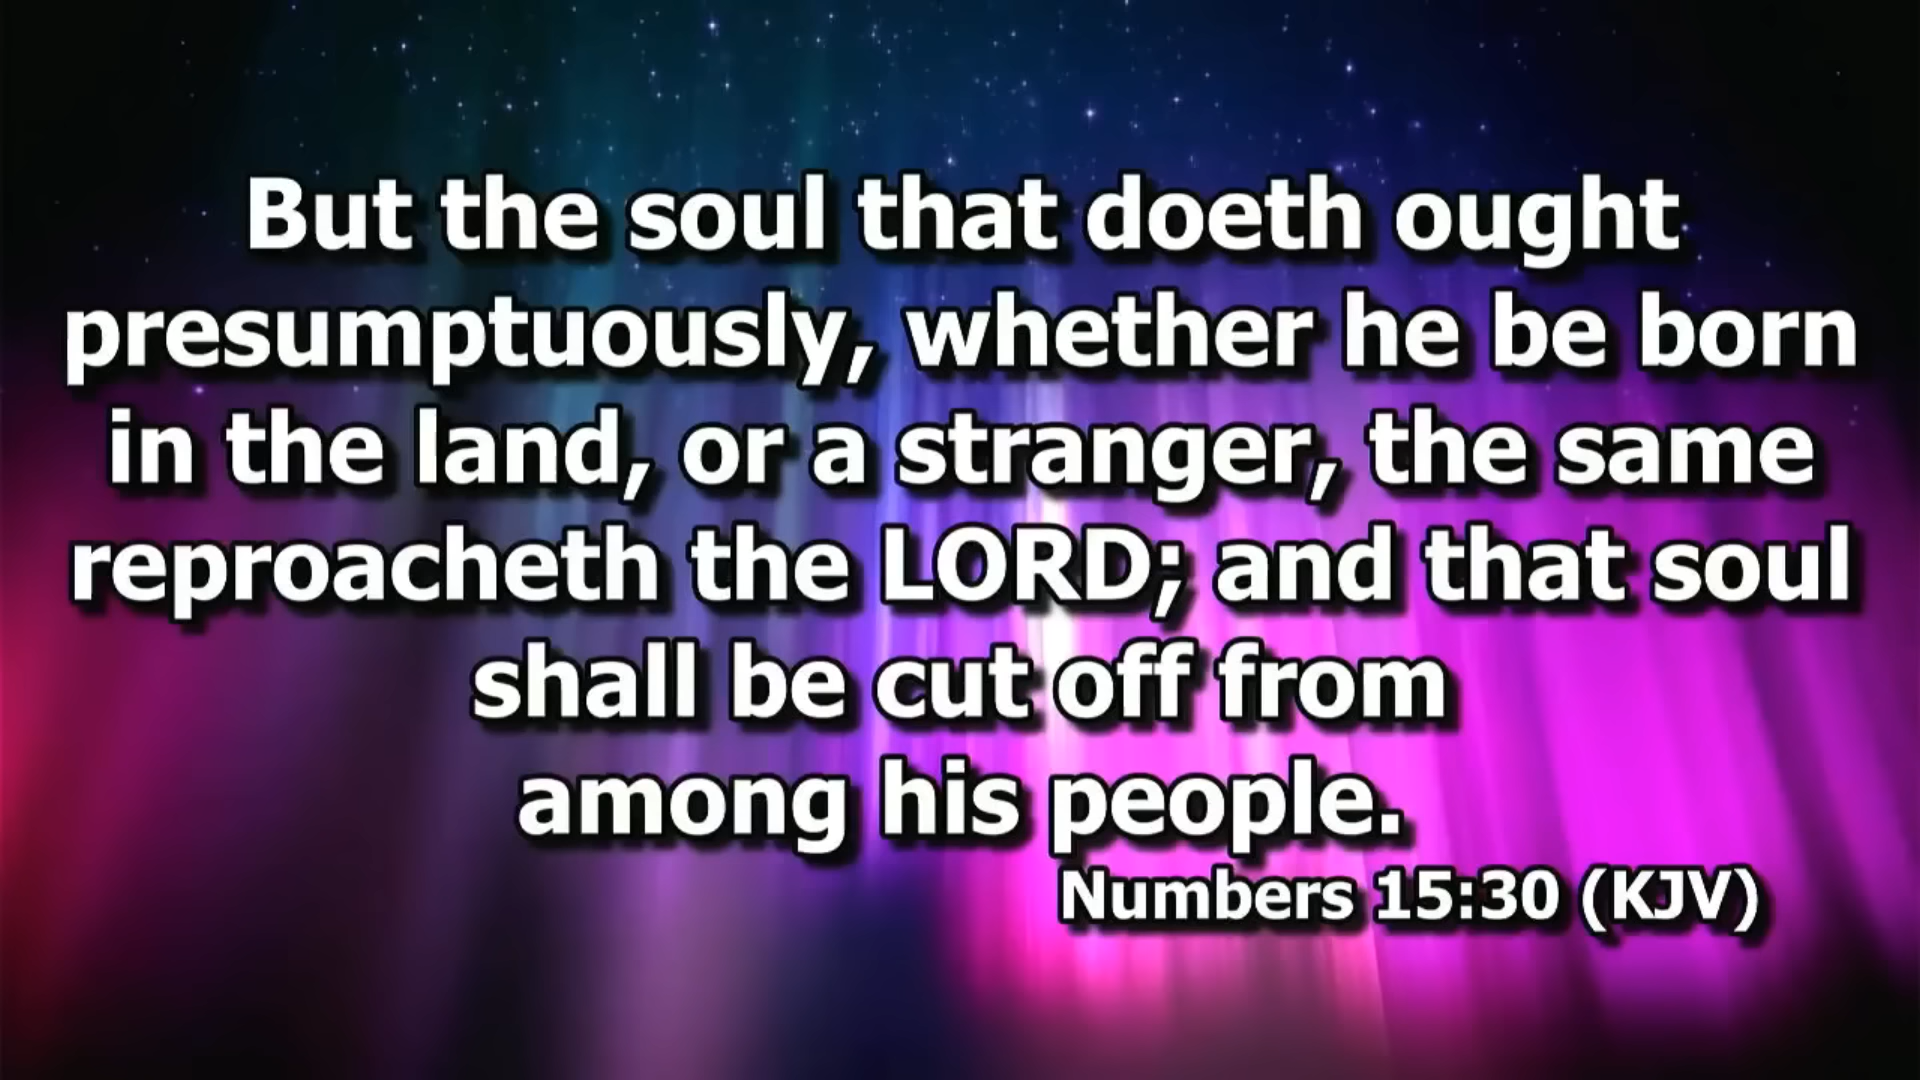 But the soul that doeth ought
presumptuously, whether he be born
in the land, or a stranger, the same
reproacheth the LORD; and that soul
shall be cut off from
among his people.
Numbers 15:30 (KJV)